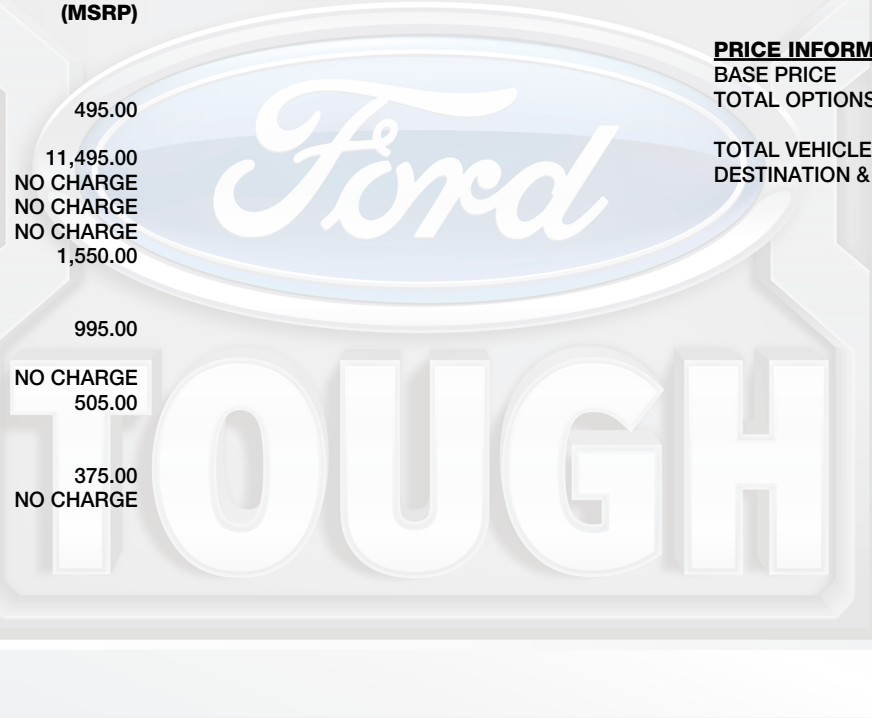 (MSRP)
495.00
11,495.00
NO CHARGE
NO CHARGE
NO CHARGE
1,550.00
995.00
NO CHARGE
505.00
375.00
NO CHARGE
PRICE INFORM
BASE PRICE
TOTAL OPTIONS
TOTAL VEHICLE
DESTINATION &
Ford
TOUGH